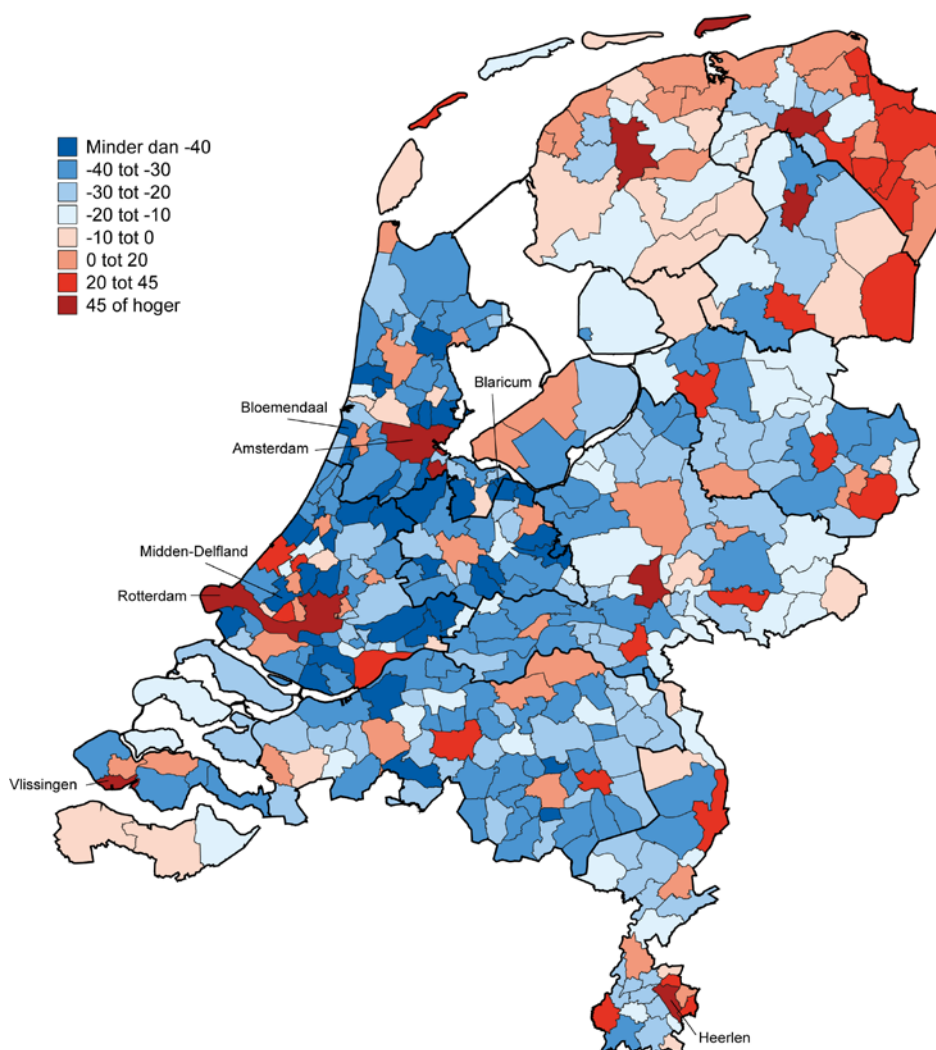 Minder dan -40
-40 tot -30
-30 tot -20
-20 tot -10
-10 tot 0
0 tot 20
20 tot 45
45 of hoger
Blaricum
Bloemendaal
Amsterdam
Midden-Delfland
Rotterdam
Vlissingen
Heerlen